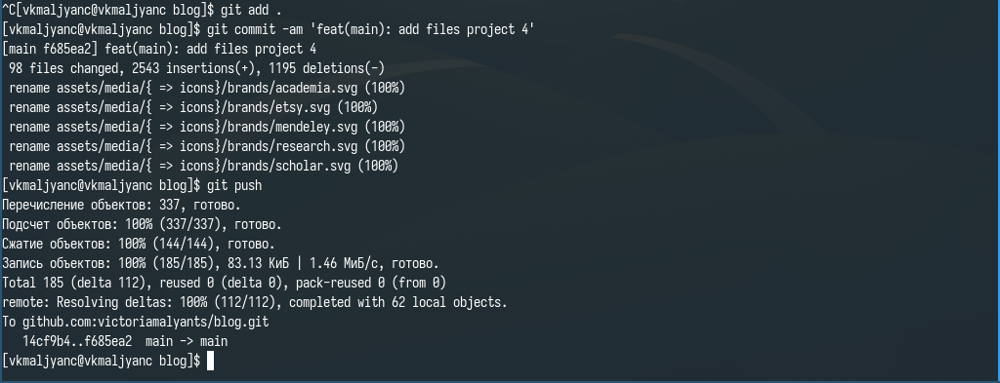 ^C[vkmaljyanc@vkmaljyanc blog]$ git add .
[vkmaljyanc@vkmaljyanc blog]$ git commit -am 'feat(main): add files project 4'
[main f685ea2] feat(main): add files project 4
 98 files changed, 2543 insertions(+), 1195 deletions(-)
 rename assets/media/{ => icons}/brands/academia.svg (100%)
 rename assets/media/{ => icons}/brands/etsy.svg (100%)
 rename assets/media/{ => icons}/brands/mendeley.svg (100%)
 rename assets/media/{ => icons}/brands/research.svg (100%)
 rename assets/media/{ => icons}/brands/scholar.svg (100%)
[vkmaljyanc@vkmaljyanc blog]$ git push
Перечисление объектов: 337, готово.
Подсчет объектов: 100% (337/337), готово.
Сжатие объектов: 100% (144/144), готово.
Запись объектов: 100% (185/185), 83.13 КиБ | 1.46 МиБ/с, готово.
Total 185 (delta 112), reused 0 (delta 0), pack-reused 0 (from 0)
remote: Resolving deltas: 100% (112/112), completed with 62 local objects.
To github.com:victoriamalyants/blog.git
   14cf9b4..f685ea2  main -> main
[vkmaljyanc@vkmaljyanc blog]$